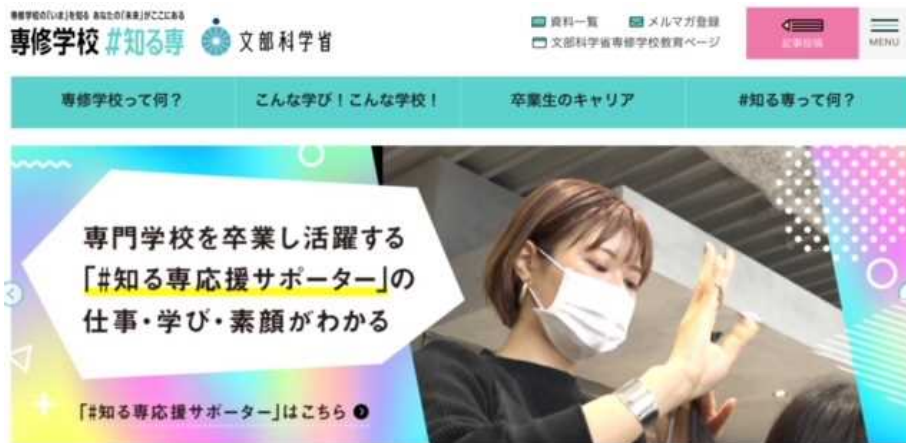 専修学校の「いま」を知る あなたの「未来」がここにある
専修学校 #知る専
文部科学省
資料一覧
メルマガ登録
文部科学省専修学校教育ページ
記事投稿
MENU
専修学校って何?
こんな学び!こんな学校!
卒業生のキャリア
#知る専って何?
専門学校を卒業し活躍する
「#知る専応援サポーター」の
仕事・学び・素顔がわかる
「#知る専応援サポーター」はこちら